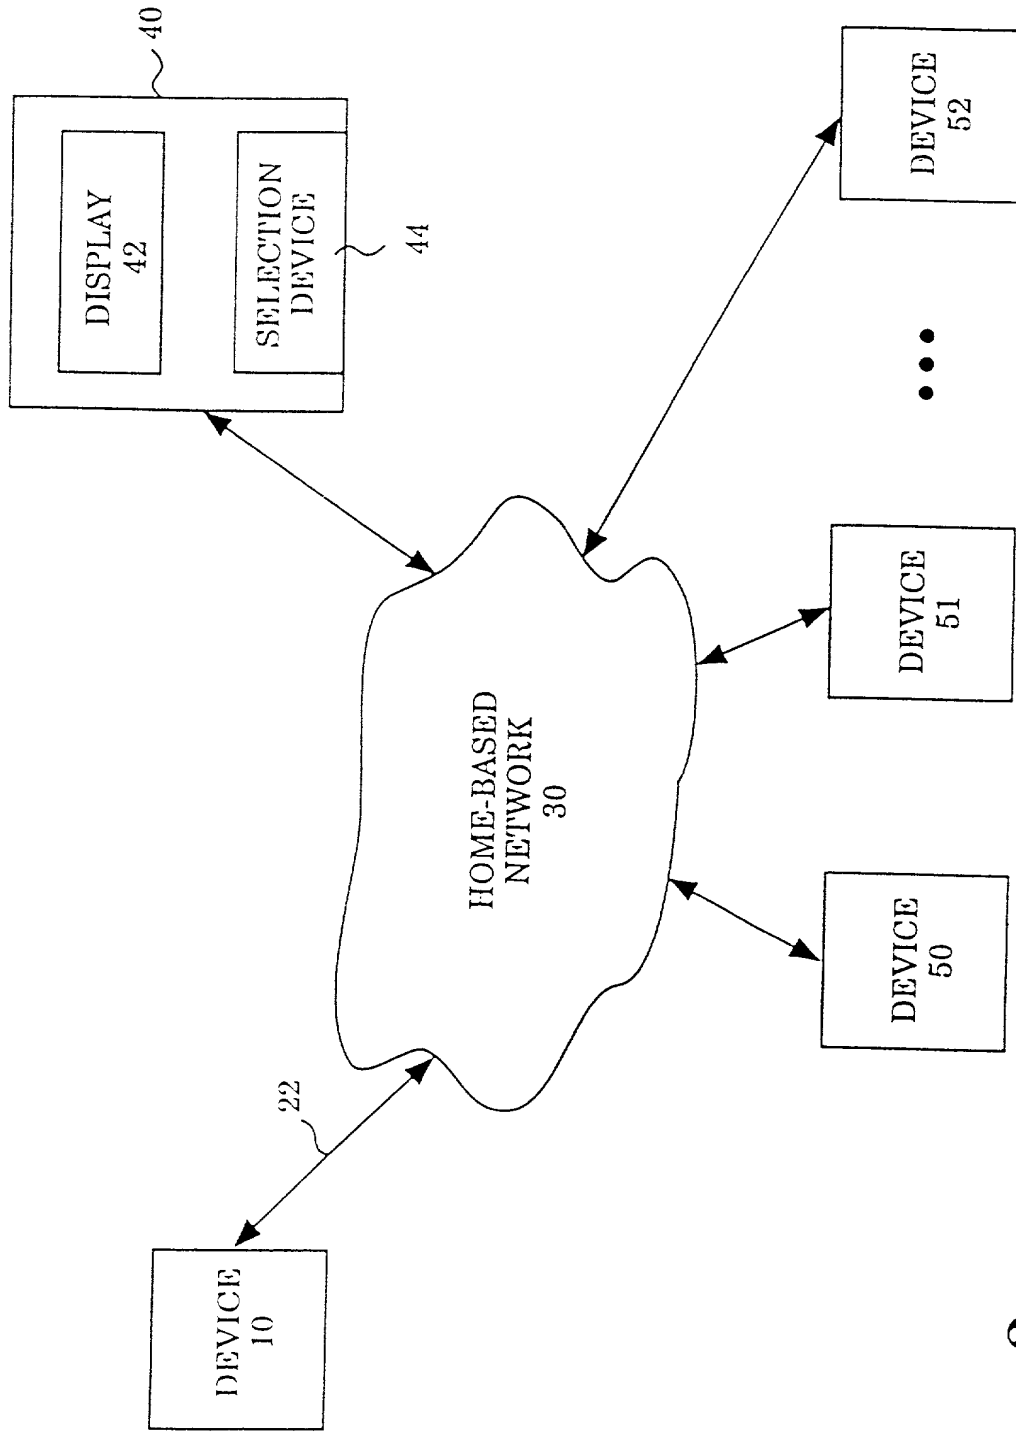 40
DISPLAY
42
SELECTION
DEVICE
44
22
DEVICE
10
HOME-BASED
NETWORK
30
DEVICE
50
DEVICE
51
DEVICE
52